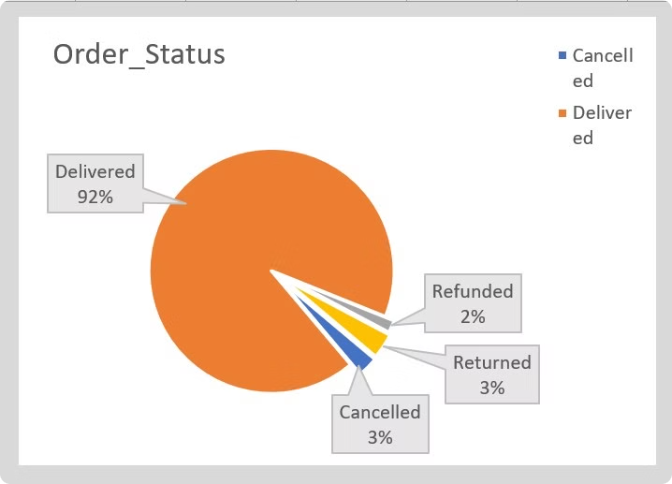 Order_Status
Cancell
ed
Deliver
ed
Delivered
92%
Refunded
2%
Returned
3%
Cancelled
3%